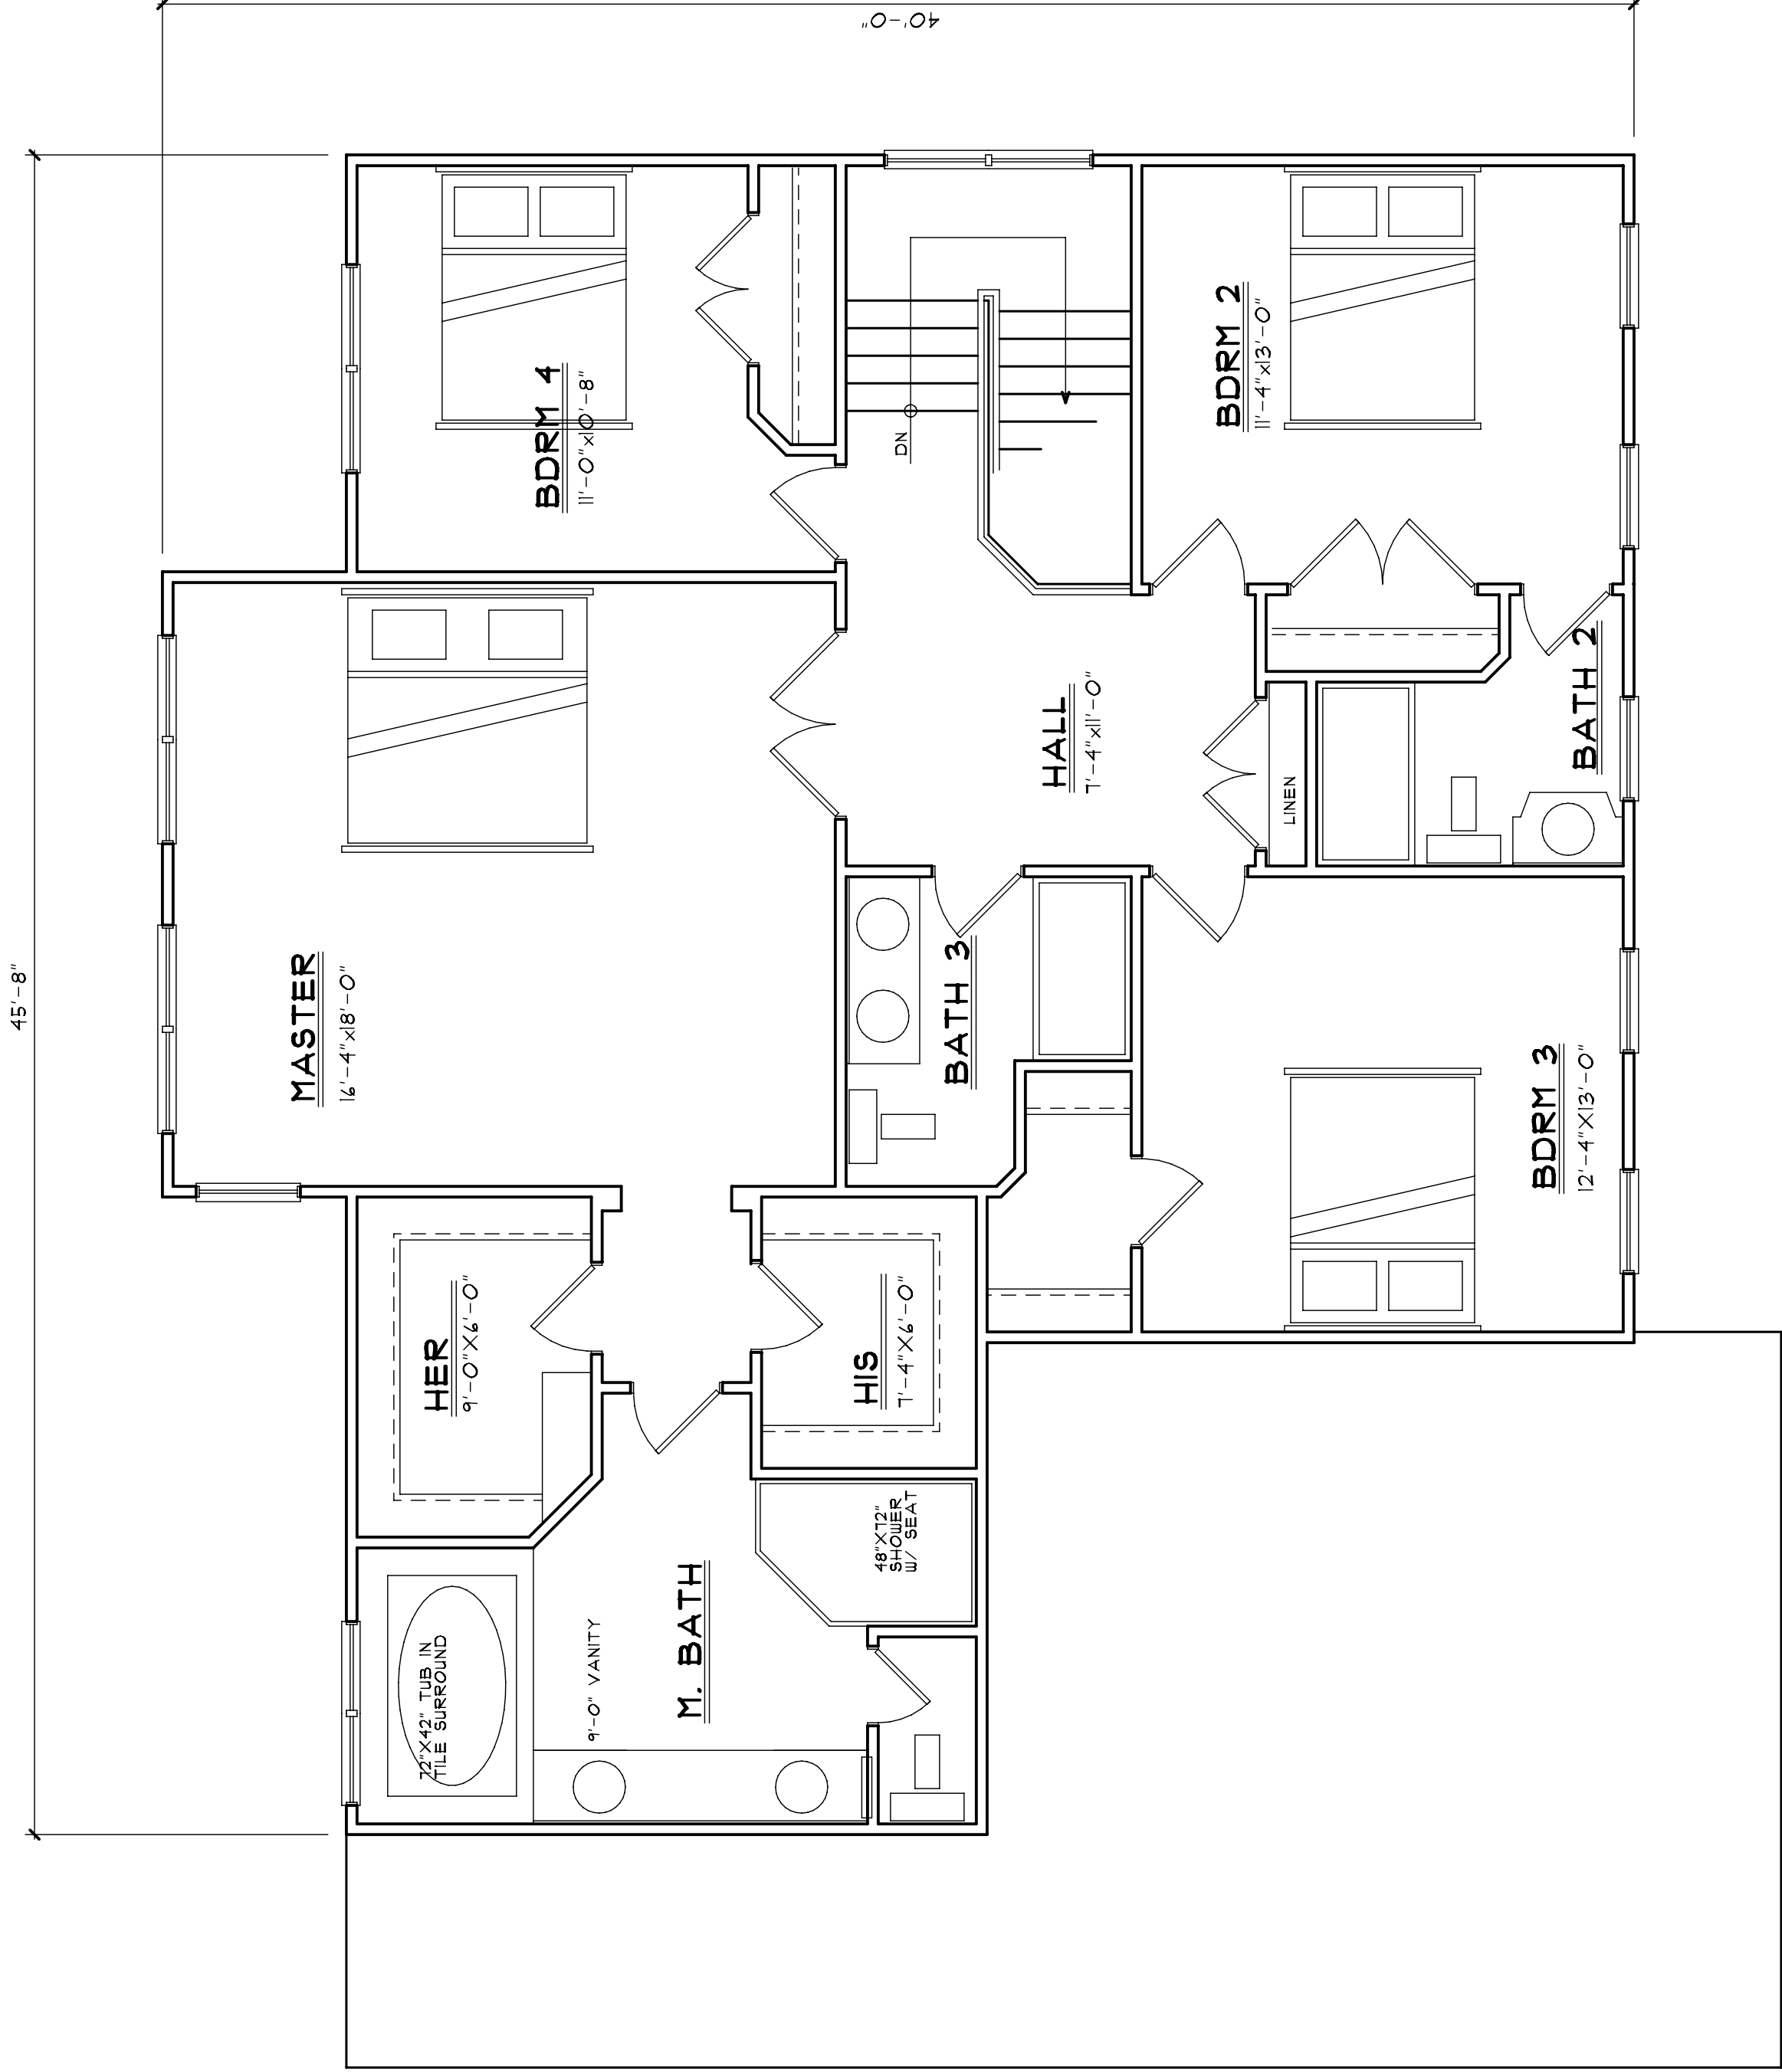 40'-0"
45'-8"
BDRM 4
11'-0"x10'-8"
DN
BDRM 2
11'-4"x13'-0"
MASTER
16'-4"x18'-0"
HALL
7'-4"x11'-0"
LINEN
BATH 2
BATH 3
BDRM 3
12'-4"X13'-0"
HER
9'-0"X6'-0"
HIS
7'-4"X6'-0"
48"X72"
SHOWER
W/ SEAT
M. BATH
9'-0" VANITY
72"X42" TUB IN
TILE SURROUND